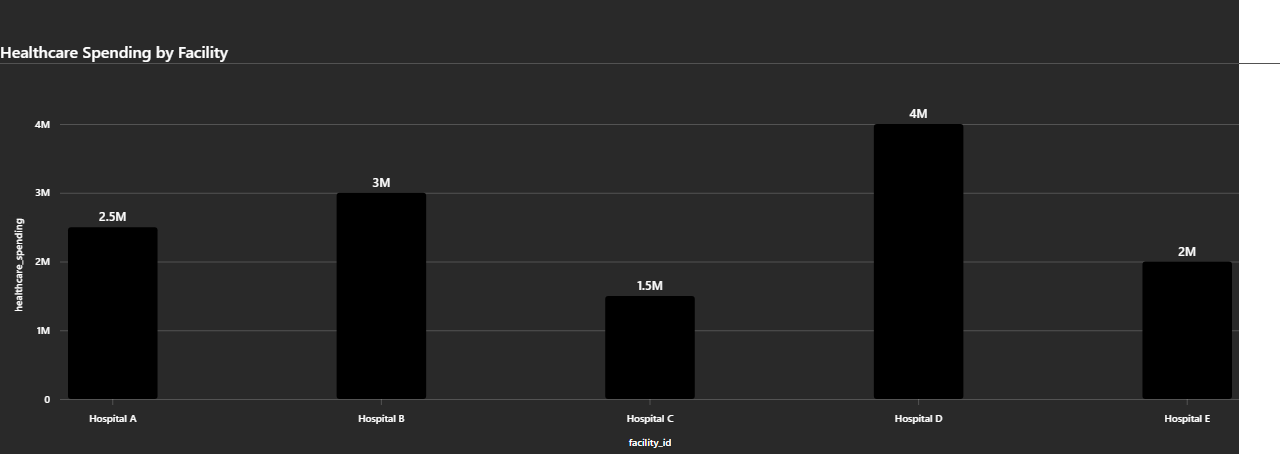 Healthcare Spending by Facility
4M
3M
2M
1M
0
healthcare_spending
2.5M
3M
1.5M
4M
2M
Hospital A
Hospital B
Hospital C
Hospital D
Hospital E
facility_id